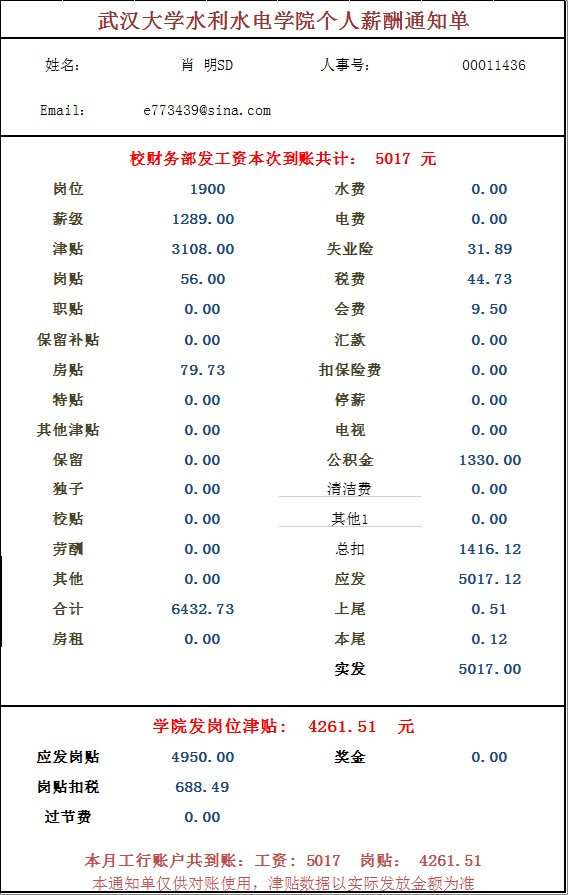 武汉大学水利水电学院个人薪酬通知单
姓名: 肖 明SD 人事号: 00011436
Email: e773439@sina.com
校财务部发工资本次到账共计: 5017 元
岗位 1900 水费 0.00
薪级 1289.00 电费 0.00
津贴 3108.00 失业险 31.89
岗贴 56.00 税费 44.73
职贴 0.00 会费 9.50
保留补贴 0.00 汇款 0.00
房贴 79.73 扣保险费 0.00
特贴 0.00 停薪 0.00
其他津贴 0.00 电视 0.00
保留 0.00 公积金 1330.00
独子 0.00 清洁费 0.00
校贴 0.00 其他1 0.00
劳酬 0.00 总扣 1416.12
其他 0.00 应发 5017.12
合计 6432.73 上尾 0.51
房租 0.00 本尾 0.12
实发 5017.00
学院发岗位津贴: 4261.51 元
应发岗贴 4950.00 奖金 0.00
岗贴扣税 688.49
过节费 0.00
本月工行账户共到账: 工资: 5017 岗贴: 4261.51
本通知单仅供对账使用，津贴数据以实际发放金额为准